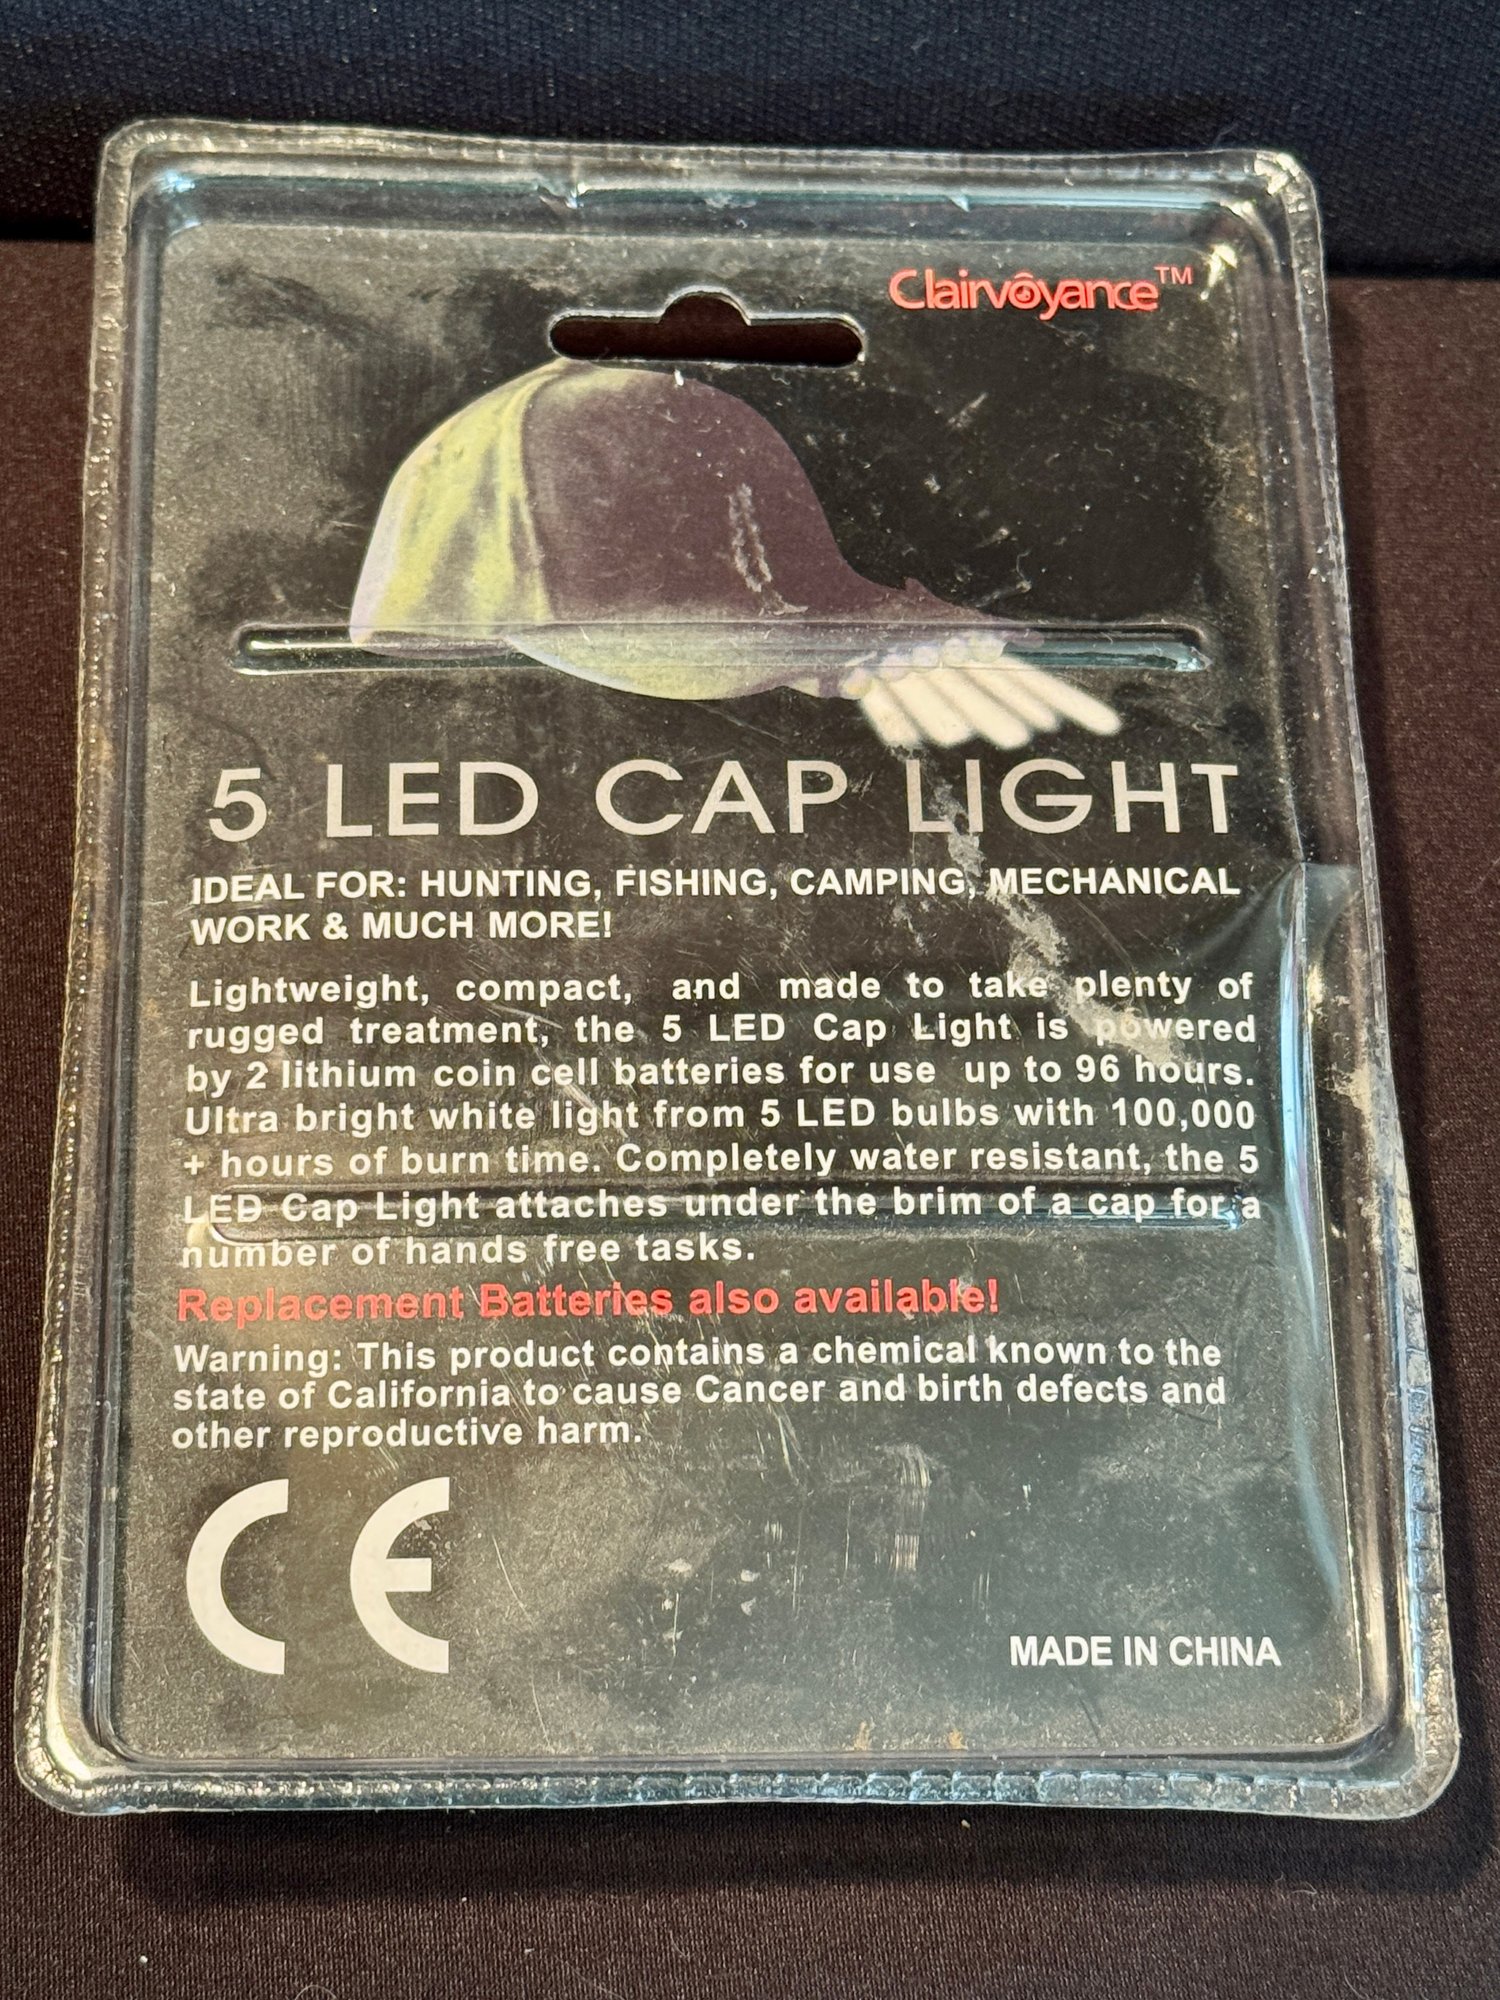 Clairvoyance™
5 LED CAP LIGHT
IDEAL FOR: HUNTING, FISHING, CAMPING, MECHANICAL
WORK & MUCH MORE!
Lightweight, compact, and made to take plenty of
rugged treatment, the 5 LED Cap Light is powered
by 2 lithium coin cell batteries for use up to 96 hours.
Ultra bright white light from 5 LED bulbs with 100,000
+ hours of burn time. Completely water resistant, the 5
LED Cap Light attaches under the brim of a cap for a
number of hands free tasks.
Replacement Batteries also available!
Warning: This product contains a chemical known to the
state of California to cause Cancer and birth defects and
other reproductive harm.
CE
MADE IN CHINA